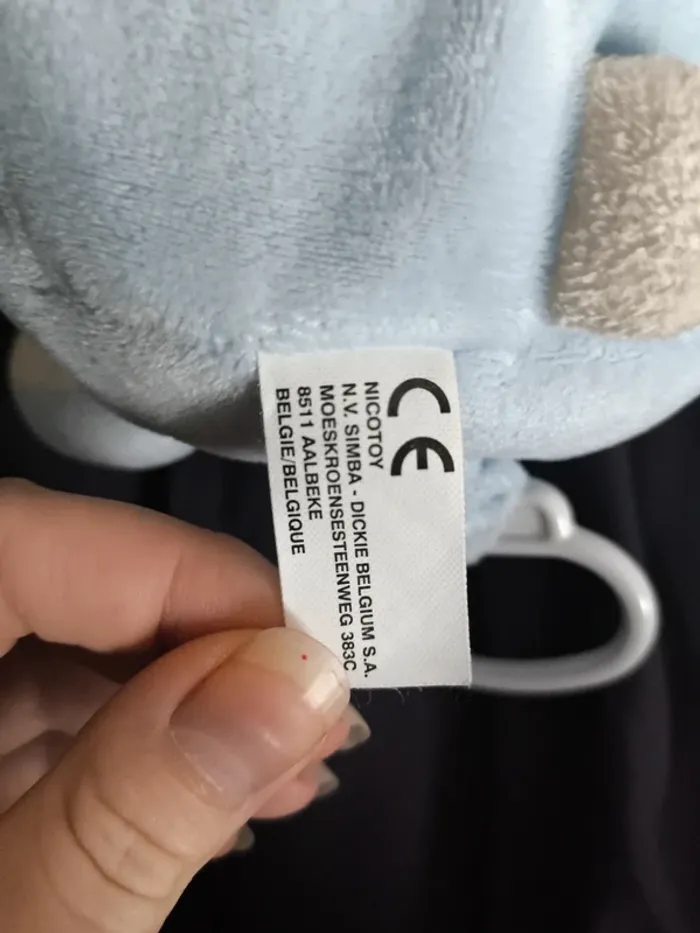 CE
NICOTOY
N.V. SIMBA - DICKIE BELGIUM S.A.
MOESKROENSESTEENWEG 383C
8511 AALBEKE
BELGIE/BELGIQUE